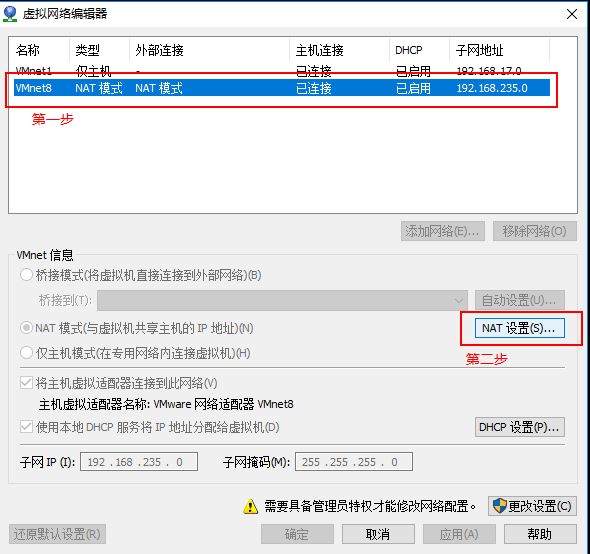 虚拟网络编辑器
名称 类型 外部连接 主机连接 DHCP 子网地址
VMnet1 仅主机... - 已连接 已启用 192.168.17.0
VMnet8 NAT 模式 NAT 模式 已连接 已启用 192.168.235.0
第一步
添加网络(E)... 移除网络(O)
VMnet 信息
桥接模式(将虚拟机直接连接到外部网络)(B)
桥接到(T): 自动设置(U)...
NAT 模式(与虚拟机共享主机的 IP 地址)(N) NAT 设置(S)...
仅主机模式(在专用网络内连接虚拟机)(H)
第二步
将主机虚拟适配器连接到此网络(V)
主机虚拟适配器名称: VMware 网络适配器 VMnet8
使用本地 DHCP 服务将 IP 地址分配给虚拟机(D) DHCP 设置(P)...
子网 IP (I): 192 . 168 . 235 . 0 子网掩码(M): 255 . 255 . 255 . 0
需要具备管理员特权才能修改网络配置。 更改设置(C)
还原默认设置(R) 确定 取消 应用(A) 帮助